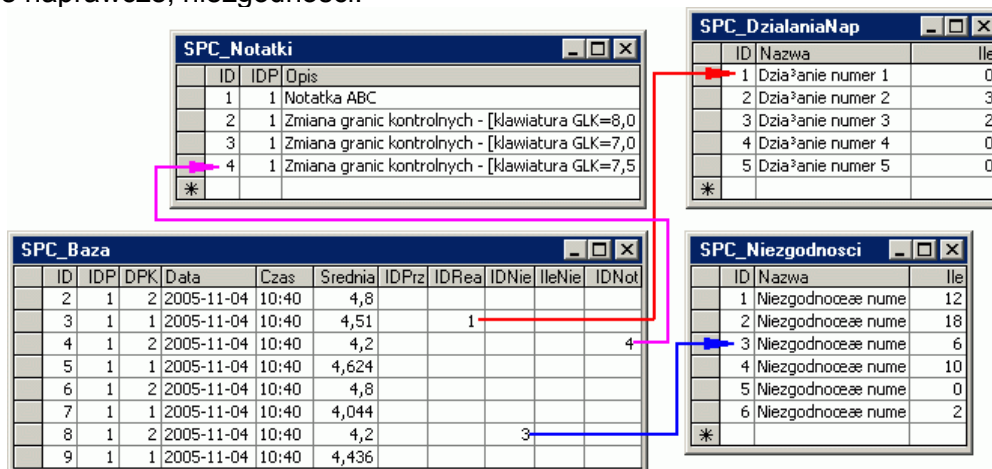 e naprawcze, niezgodności.
SPC_Notatki
ID IDP Opis
1 1 Notatka ABC
2 1 Zmiana granic kontrolnych - [klawiatura GLK=8,0
3 1 Zmiana granic kontrolnych - [klawiatura GLK=7,0
4 1 Zmiana granic kontrolnych - [klawiatura GLK=7,5
SPC_DzialaniaNap
ID Nazwa Ile
1 Dzia³anie numer 1 0
2 Dzia³anie numer 2 3
3 Dzia³anie numer 3 2
4 Dzia³anie numer 4 0
5 Dzia³anie numer 5 0
SPC_Baza
ID IDP DPK Data Czas Srednia IDPrz IDRea IDNie IleNie IDNot
2 1 2 2005-11-04 10:40 4,8
3 1 1 2005-11-04 10:40 4,51 1
4 1 2 2005-11-04 10:40 4,2 4
5 1 1 2005-11-04 10:40 4,624
6 1 2 2005-11-04 10:40 4,8
7 1 1 2005-11-04 10:40 4,044
8 1 2 2005-11-04 10:40 4,2 3
9 1 1 2005-11-04 10:40 4,436
SPC_Niezgodnosci
ID Nazwa Ile
1 Niezgodnoœæ nume 12
2 Niezgodnoœæ nume 18
3 Niezgodnoœæ nume 6
4 Niezgodnoœæ nume 10
5 Niezgodnoœæ nume 0
6 Niezgodnoœæ nume 2